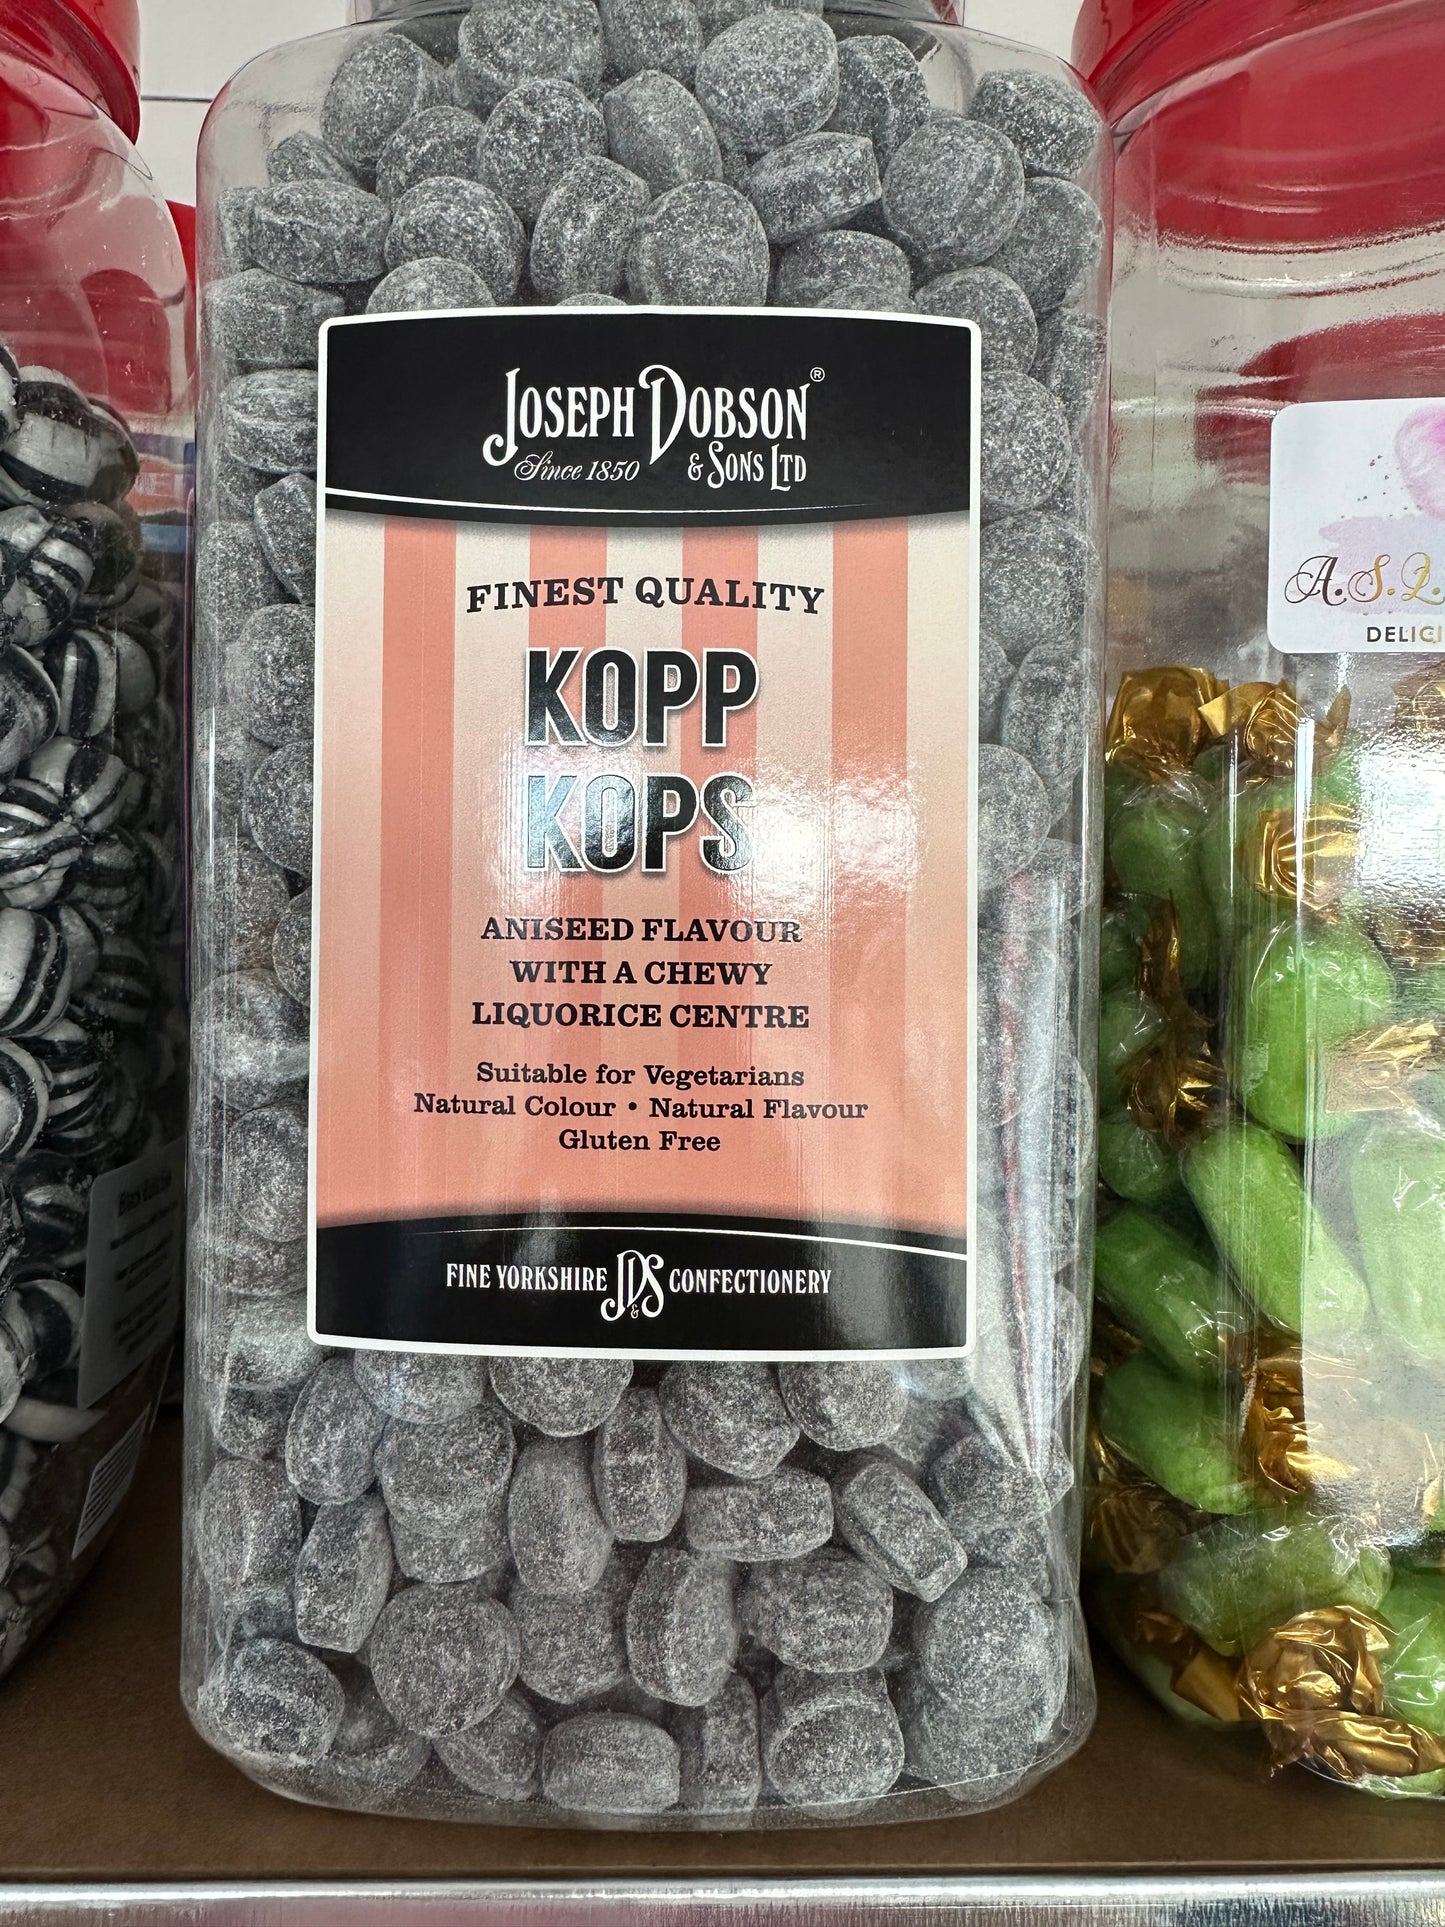 JOSEPH DOBSON®
Since 1850 & SONS LTD
FINEST QUALITY
KOPP
KOPS
ANISEED FLAVOUR
WITH A CHEWY
LIQUORICE CENTRE
Suitable for Vegetarians
Natural Colour • Natural Flavour
Gluten Free
FINE YORKSHIRE JD&S CONFECTIONERY
A.S.